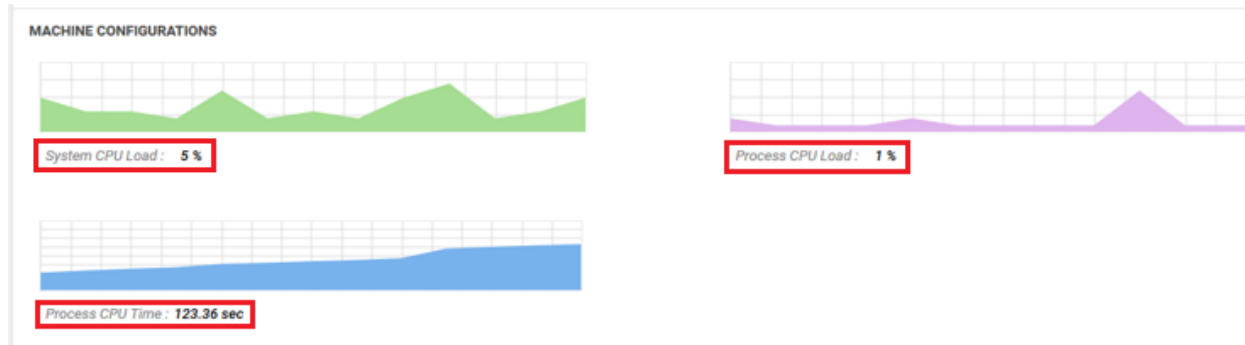 MACHINE CONFIGURATIONS
System CPU Load : 5 %
Process CPU Load : 1 %
Process CPU Time : 123.36 sec